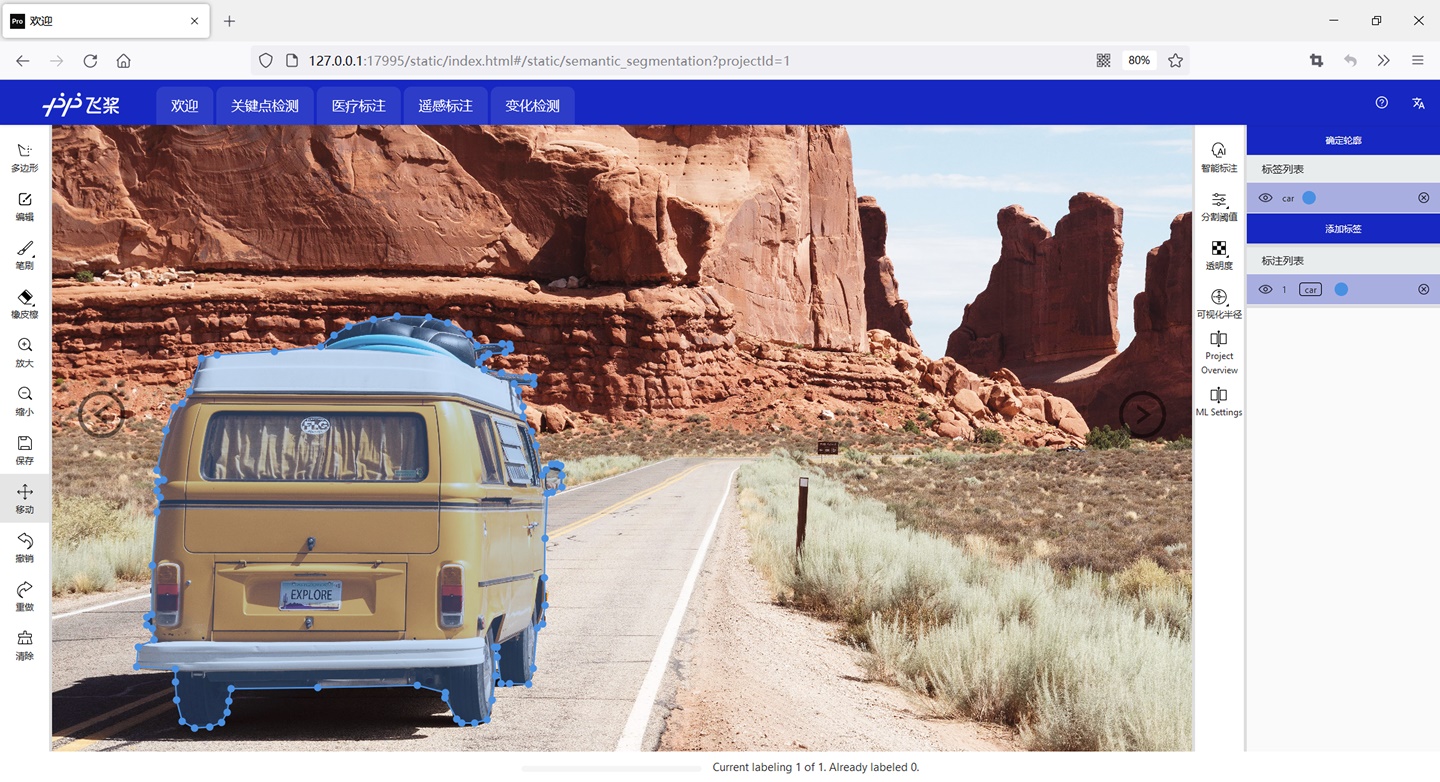 Pro 欢迎
127.0.0.1:17995/static/index.html#/static/semantic_segmentation?projectId=1
80%
飞桨
欢迎
关键点检测
医疗标注
遥感标注
变化检测
多边形
编辑
笔刷
橡皮擦
放大
缩小
保存
移动
撤销
重做
清除
EXPLORE
AI
智能标注
分割阈值
透明度
可视化半径
Project
Overview
ML Settings
确定轮廓
标签列表
car
添加标签
标注列表
1 car
Current labeling 1 of 1. Already labeled 0.